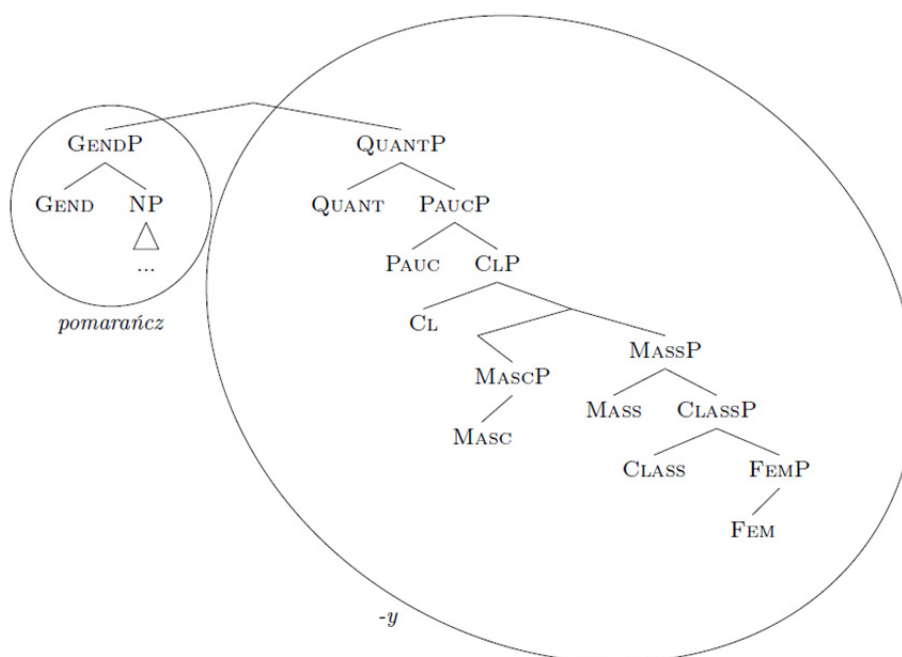 GENDP QUANTP
GEND NP QUANT PAUCP
...
PAUC CLP
pomarańcz
CL
MASSP
MASCP
MASS CLASSP
MASC
CLASS FEMP
FEM
-y